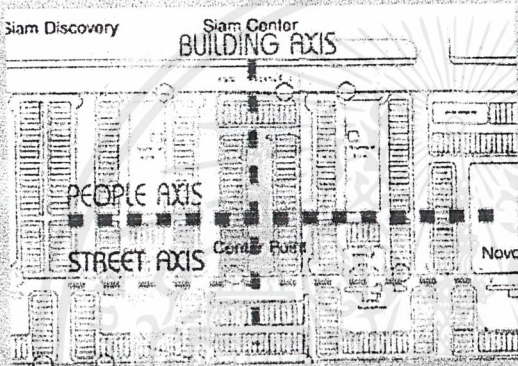 Siam Discovery
Siam Center
BUILDING AXIS
PEOPLE AXIS
Center Point
STREET AXIS
Novo